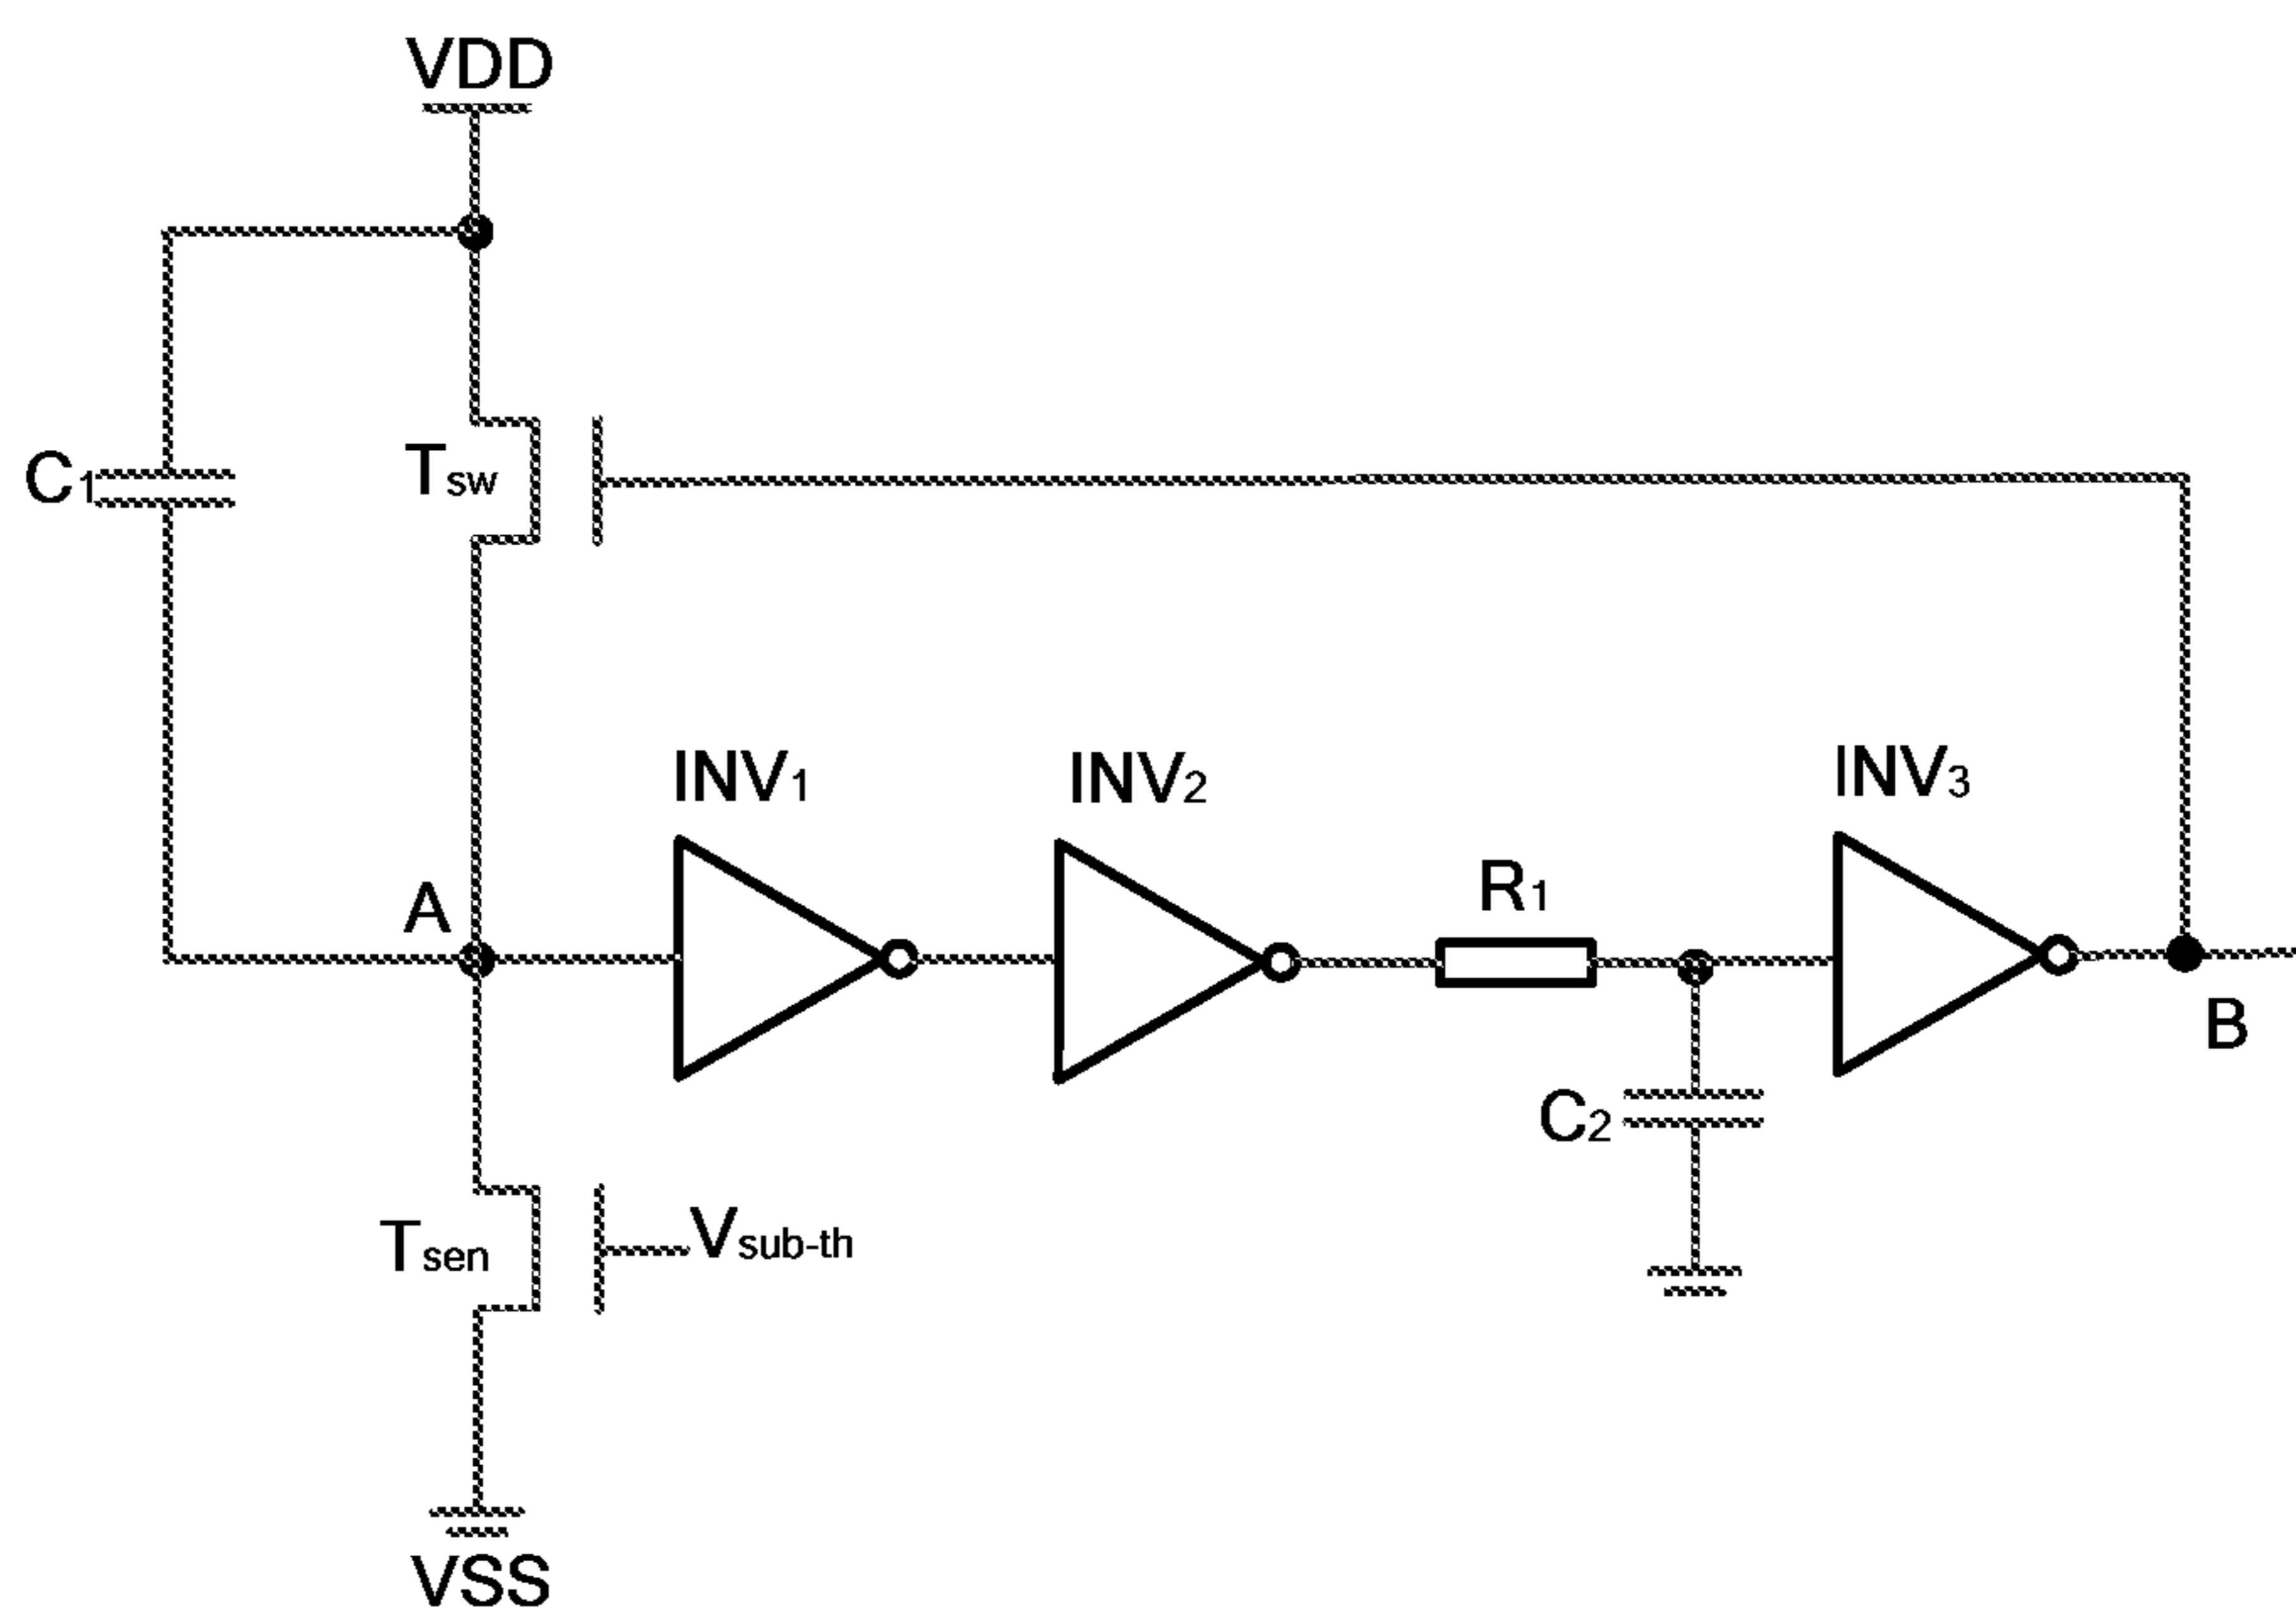 VDD
C1
Tsw
INV1
INV2
INV3
R1
A
B
C2
Tsen
Vsub-th
VSS